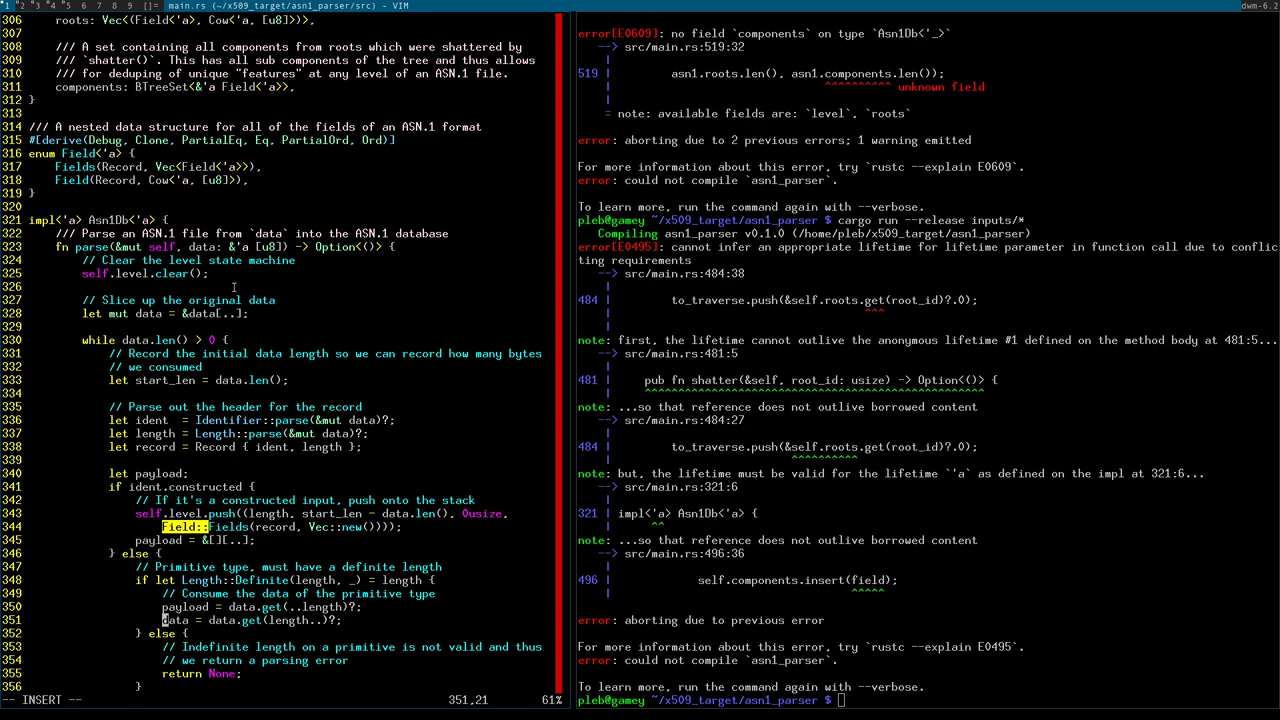 1 2 3 4 5 6 7 8 9 []= main.rs (~/x509_target/asn1_parser/src) - VIM dwm-6.2
306     roots: Vec<(Field<'a>, Cow<'a, [u8]>)>,
307
308     /// A set containing all components from roots which were shattered by
309     /// `shatter()`. This has all sub components of the tree and thus allows
310     /// for deduping of unique "features" at any level of an ASN.1 file.
311     components: BTreeSet<&'a Field<'a>>,
312 }
313
314 /// A nested data structure for all of the fields of an ASN.1 format
315 #[derive(Debug, Clone, PartialEq, Eq, PartialOrd, Ord)]
316 enum Field<'a> {
317     Fields(Record, Vec<Field<'a>>),
318     Field(Record, Cow<'a, [u8]>),
319 }
320
321 impl<'a> Asn1Db<'a> {
322     /// Parse an ASN.1 file from `data` into the ASN.1 database
323     fn parse(&mut self, data: &'a [u8]) -> Option<()> {
324         // Clear the level state machine
325         self.level.clear();
326
327         // Slice up the original data
328         let mut data = &data[..];
329
330         while data.len() > 0 {
331             // Record the initial data length so we can record how many bytes
332             // we consumed
333             let start_len = data.len();
334
335             // Parse out the header for the record
336             let ident  = Identifier::parse(&mut data)?;
337             let length = Length::parse(&mut data)?;
338             let record = Record { ident, length };
339
340             let payload;
341             if ident.constructed {
342                 // If it's a constructed input, push onto the stack
343                 self.level.push((length, start_len - data.len(), 0usize,
344                     Field::Fields(record, Vec::new())));
345                 payload = &[][..];
346             } else {
347                 // Primitive type, must have a definite length
348                 if let Length::Definite(length, _) = length {
349                     // Consume the data of the primitive type
350                     payload = data.get(..length)?;
351                     data = data.get(length..)?;
352                 } else {
353                     // Indefinite length on a primitive is not valid and thus
354                     // we return a parsing error
355                     return None;
356                 }
-- INSERT --                                                  351,21         61%
error[E0609]: no field `components` on type `Asn1Db<'_>`
   --> src/main.rs:519:32
    |
519 |         asn1.roots.len(), asn1.components.len());
    |                                ^^^^^^^^^^ unknown field
    |
    = note: available fields are: `level`, `roots`

error: aborting due to 2 previous errors; 1 warning emitted

For more information about this error, try `rustc --explain E0609`.
error: could not compile `asn1_parser`.

To learn more, run the command again with --verbose.
pleb@gamey ~/x509_target/asn1_parser $ cargo run --release inputs/*
   Compiling asn1_parser v0.1.0 (/home/pleb/x509_target/asn1_parser)
error[E0495]: cannot infer an appropriate lifetime for lifetime parameter in function call due to conflic
ting requirements
   --> src/main.rs:484:38
    |
484 |         to_traverse.push(&self.roots.get(root_id)?.0);
    |                                      ^^^
    |
note: first, the lifetime cannot outlive the anonymous lifetime #1 defined on the method body at 481:5...
   --> src/main.rs:481:5
    |
481 |     pub fn shatter(&self, root_id: usize) -> Option<()> {
    |     ^^^^^^^^^^^^^^^^^^^^^^^^^^^^^^^^^^^^^^^^^^^^^^^^^^^
note: ...so that reference does not outlive borrowed content
   --> src/main.rs:484:27
    |
484 |         to_traverse.push(&self.roots.get(root_id)?.0);
    |                           ^^^^^^^^^^
note: but, the lifetime must be valid for the lifetime `'a` as defined on the impl at 321:6...
   --> src/main.rs:321:6
    |
321 | impl<'a> Asn1Db<'a> {
    |      ^^
note: ...so that reference does not outlive borrowed content
   --> src/main.rs:496:36
    |
496 |             self.components.insert(field);
    |                                    ^^^^^

error: aborting due to previous error

For more information about this error, try `rustc --explain E0495`.
error: could not compile `asn1_parser`.

To learn more, run the command again with --verbose.
pleb@gamey ~/x509_target/asn1_parser $